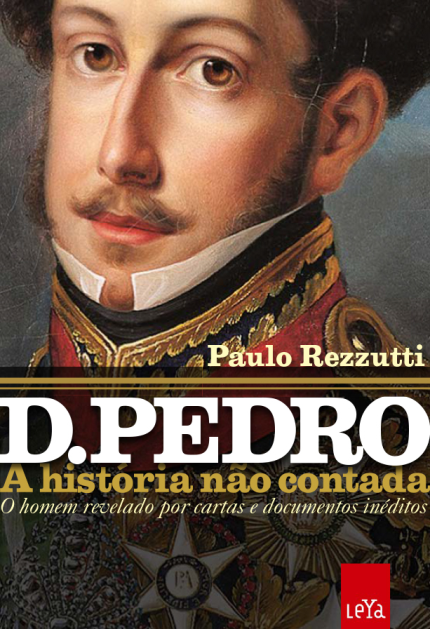 Paulo Rezzutti
D.PEDRO
A história não contada
O homem revelado por cartas e documentos inéditos
LeYa